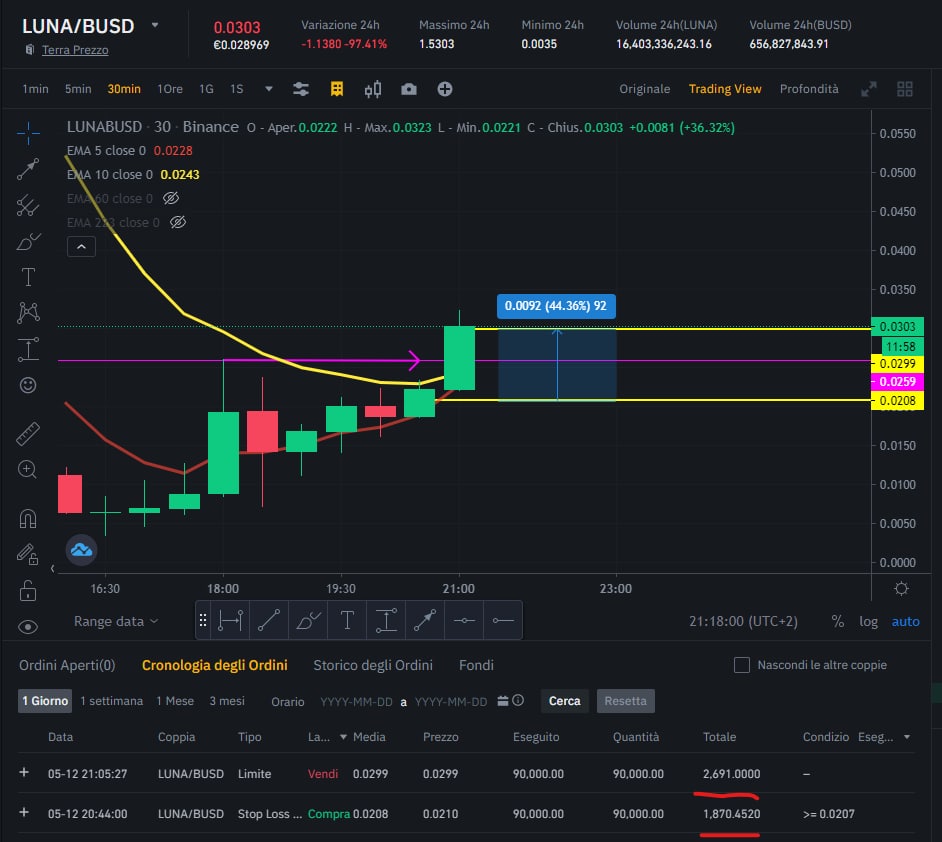 LUNA/BUSD
Terra Prezzo
0.0303
€0.028969
Variazione 24h
-1.1380 -97.41%
Massimo 24h
1.5303
Minimo 24h
0.0035
Volume 24h(LUNA)
16,403,336,243.16
Volume 24h(BUSD)
656,827,843.91
1min 5min 30min 1Ore 1G 1S
Originale Trading View Profondità
LUNABUSD · 30 · Binance O - Aper.0.0222 H - Max.0.0323 L - Min.0.0221 C - Chius.0.0303 +0.0081 (+36.32%)
EMA 5 close 0 0.0228
EMA 10 close 0 0.0243
EMA 60 close 0
EMA 223 close 0
0.0092 (44.36%) 92
0.0550
0.0500
0.0450
0.0400
0.0350
0.0303
11:58
0.0299
0.0259
0.0208
0.0150
0.0100
0.0050
0.0000
16:30 18:00 19:30 21:00 23:00
Range data
21:18:00 (UTC+2) % log auto
Ordini Aperti(0) Cronologia degli Ordini Storico degli Ordini Fondi
Nascondi le altre coppie
1 Giorno 1 settimana 1 Mese 3 mesi Orario YYYY-MM-DD a YYYY-MM-DD Cerca Resetta
Data Coppia Tipo La... Media Prezzo Eseguito Quantità Totale Condizio Eseg...
05-12 21:05:27 LUNA/BUSD Limite Vendi 0.0299 0.0299 90,000.00 90,000.00 2,691.0000 –
05-12 20:44:00 LUNA/BUSD Stop Loss ... Compra 0.0208 0.0210 90,000.00 90,000.00 1,870.4520 >= 0.0207